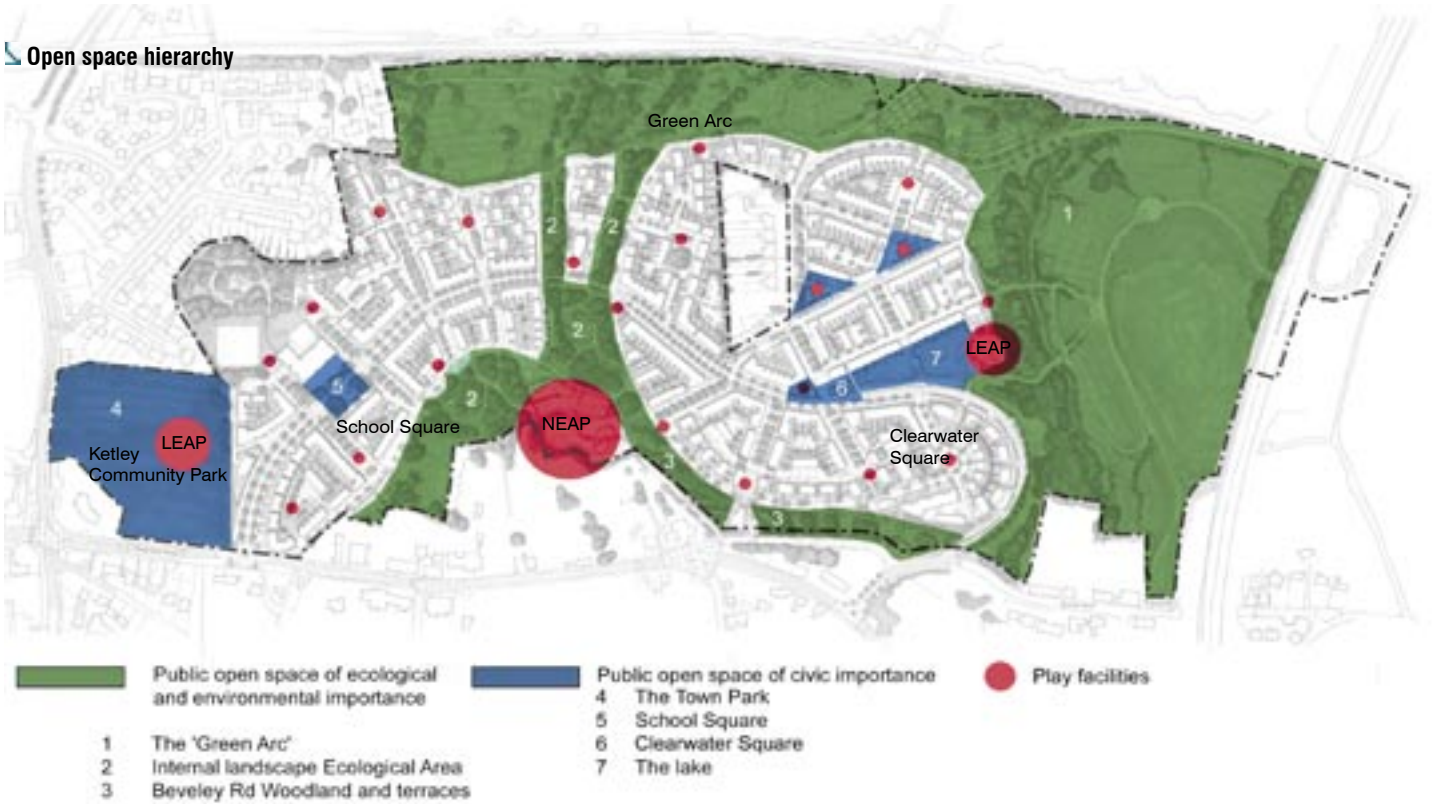 Open space hierarchy
Green Arc
1
2
2
2
LEAP
7
5
6
4
2
School Square
NEAP
LEAP
Ketley
Community Park
Clearwater
Square
3
3
Public open space of ecological
and environmental importance
1 The 'Green Arc'
2 Internal landscape Ecological Area
3 Beveley Rd Woodland and terraces
Public open space of civic importance
4 The Town Park
5 School Square
6 Clearwater Square
7 The lake
Play facilities